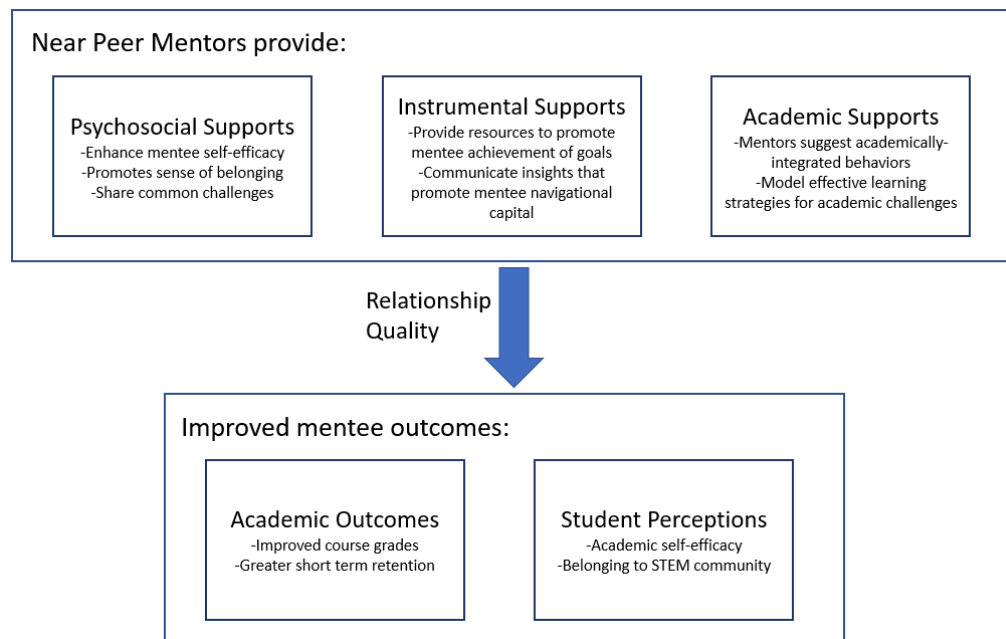 Near Peer Mentors provide:
Psychosocial Supports
-Enhance mentee self-efficacy
-Promotes sense of belonging
-Share common challenges
Instrumental Supports
-Provide resources to promote
mentee achievement of goals
-Communicate insights that
promote mentee navigational
capital
Academic Supports
-Mentors suggest academically-
integrated behaviors
-Model effective learning
strategies for academic challenges
Relationship
Quality
Improved mentee outcomes:
Academic Outcomes
-Improved course grades
-Greater short term retention
Student Perceptions
-Academic self-efficacy
-Belonging to STEM community